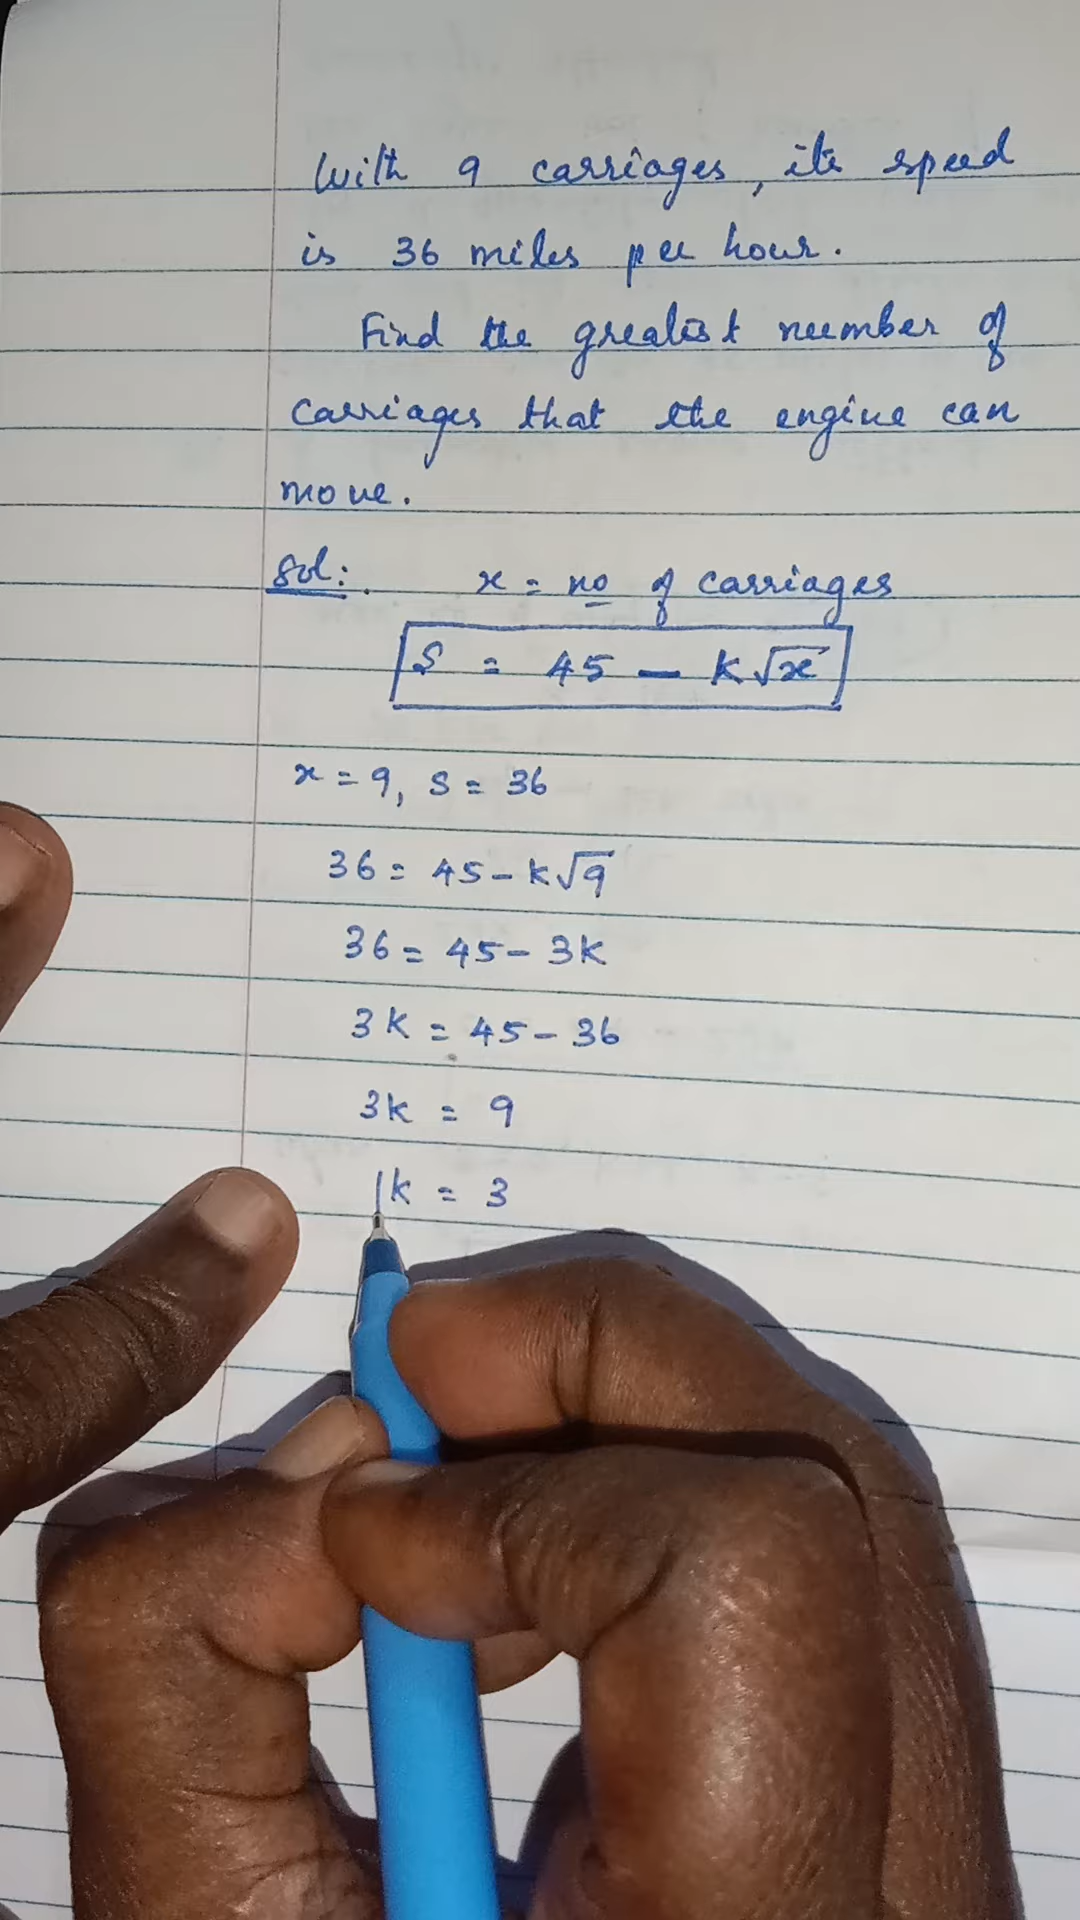 With 9 carriages, its speed
is 36 miles per hour.
Find the greatest number of
carriages that the engine can
move.
Sol:. x = no of carriages
S = 45 - k√x
x = 9, S = 36
36 = 45 - k√9
36 = 45 - 3k
3k = 45 - 36
3k = 9
k = 3